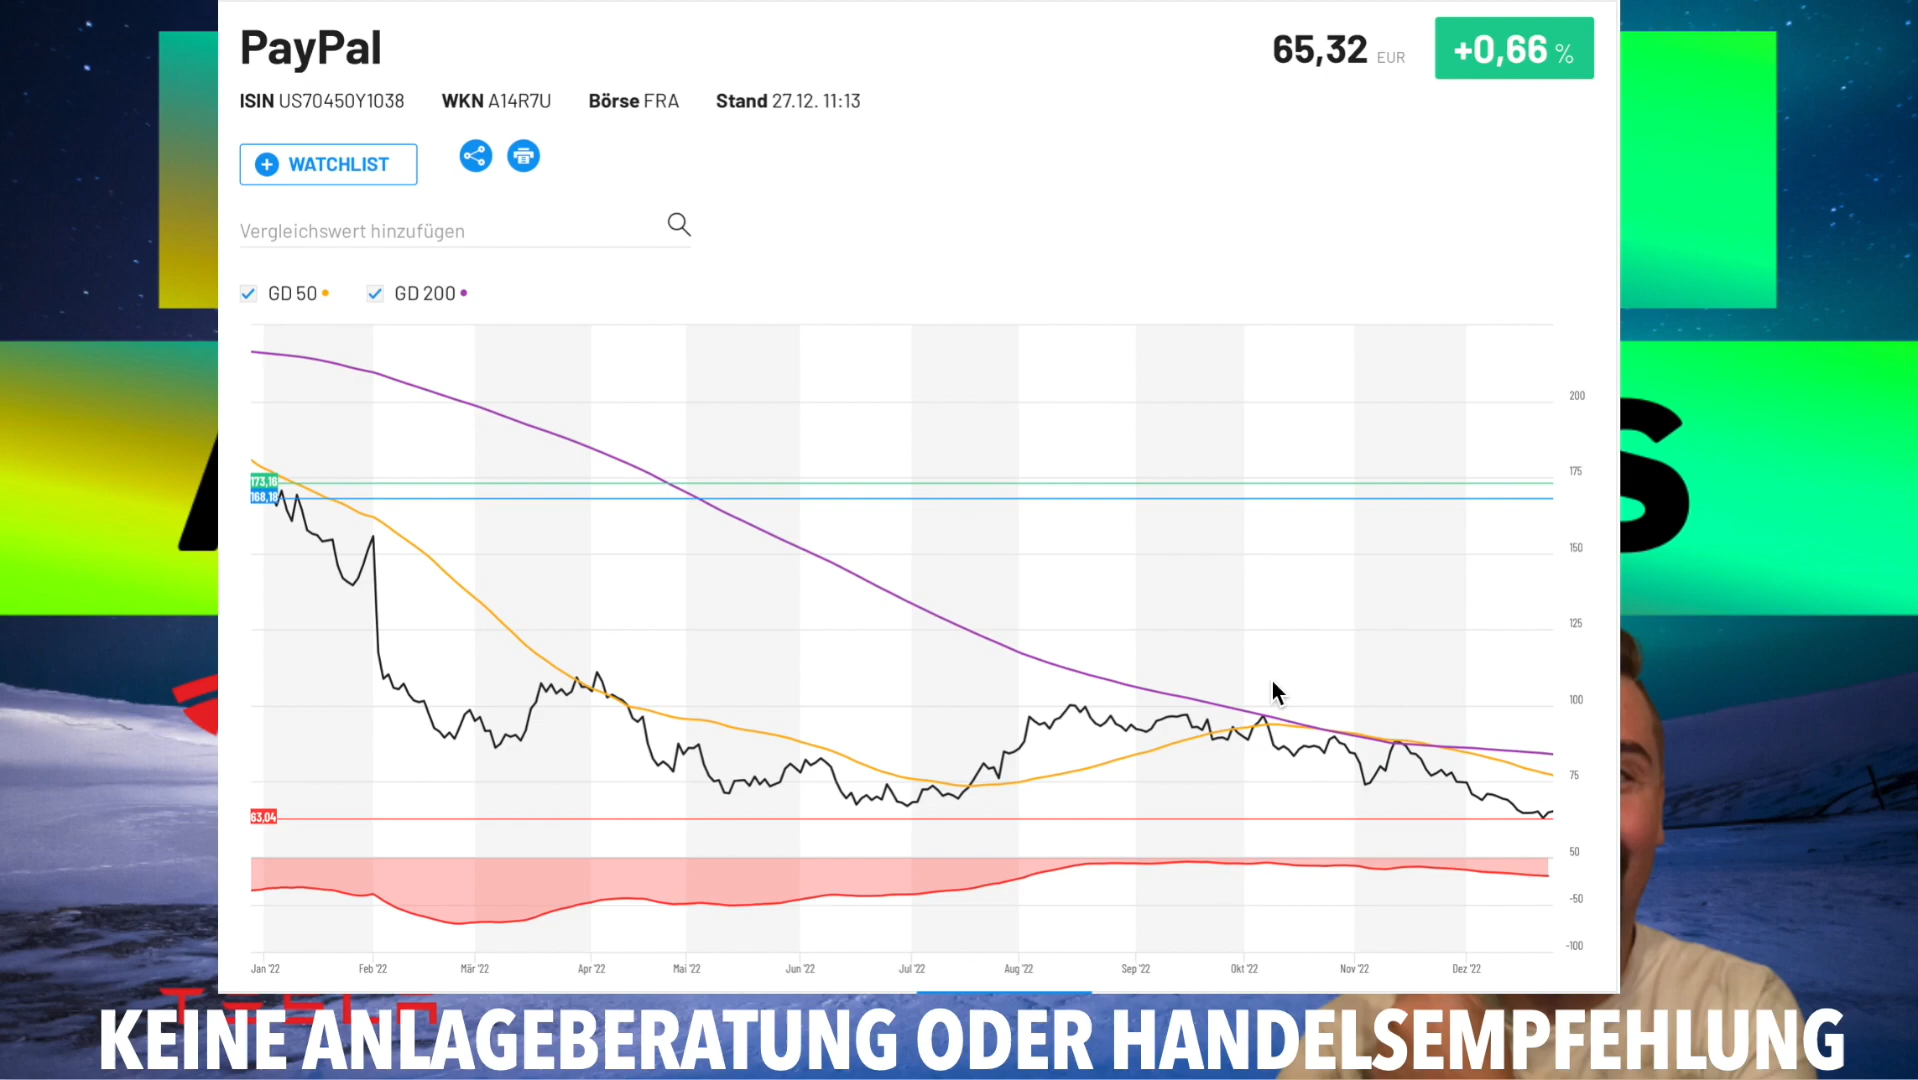 PayPal
65,32 EUR
+0,66 %
ISIN US70450Y1038 WKN A14R7U Börse FRA Stand 27.12. 11:13
WATCHLIST
Vergleichswert hinzufügen
GD 50 GD 200
200
175
173,16
168,18
150
125
100
75
63,04
50
-50
-100
Jan '22 Feb '22 Mär '22 Apr '22 Mai '22 Jun '22 Jul '22 Aug '22 Sep '22 Okt '22 Nov '22 Dez '22
KEINE ANLAGEBERATUNG ODER HANDELSEMPFEHLUNG